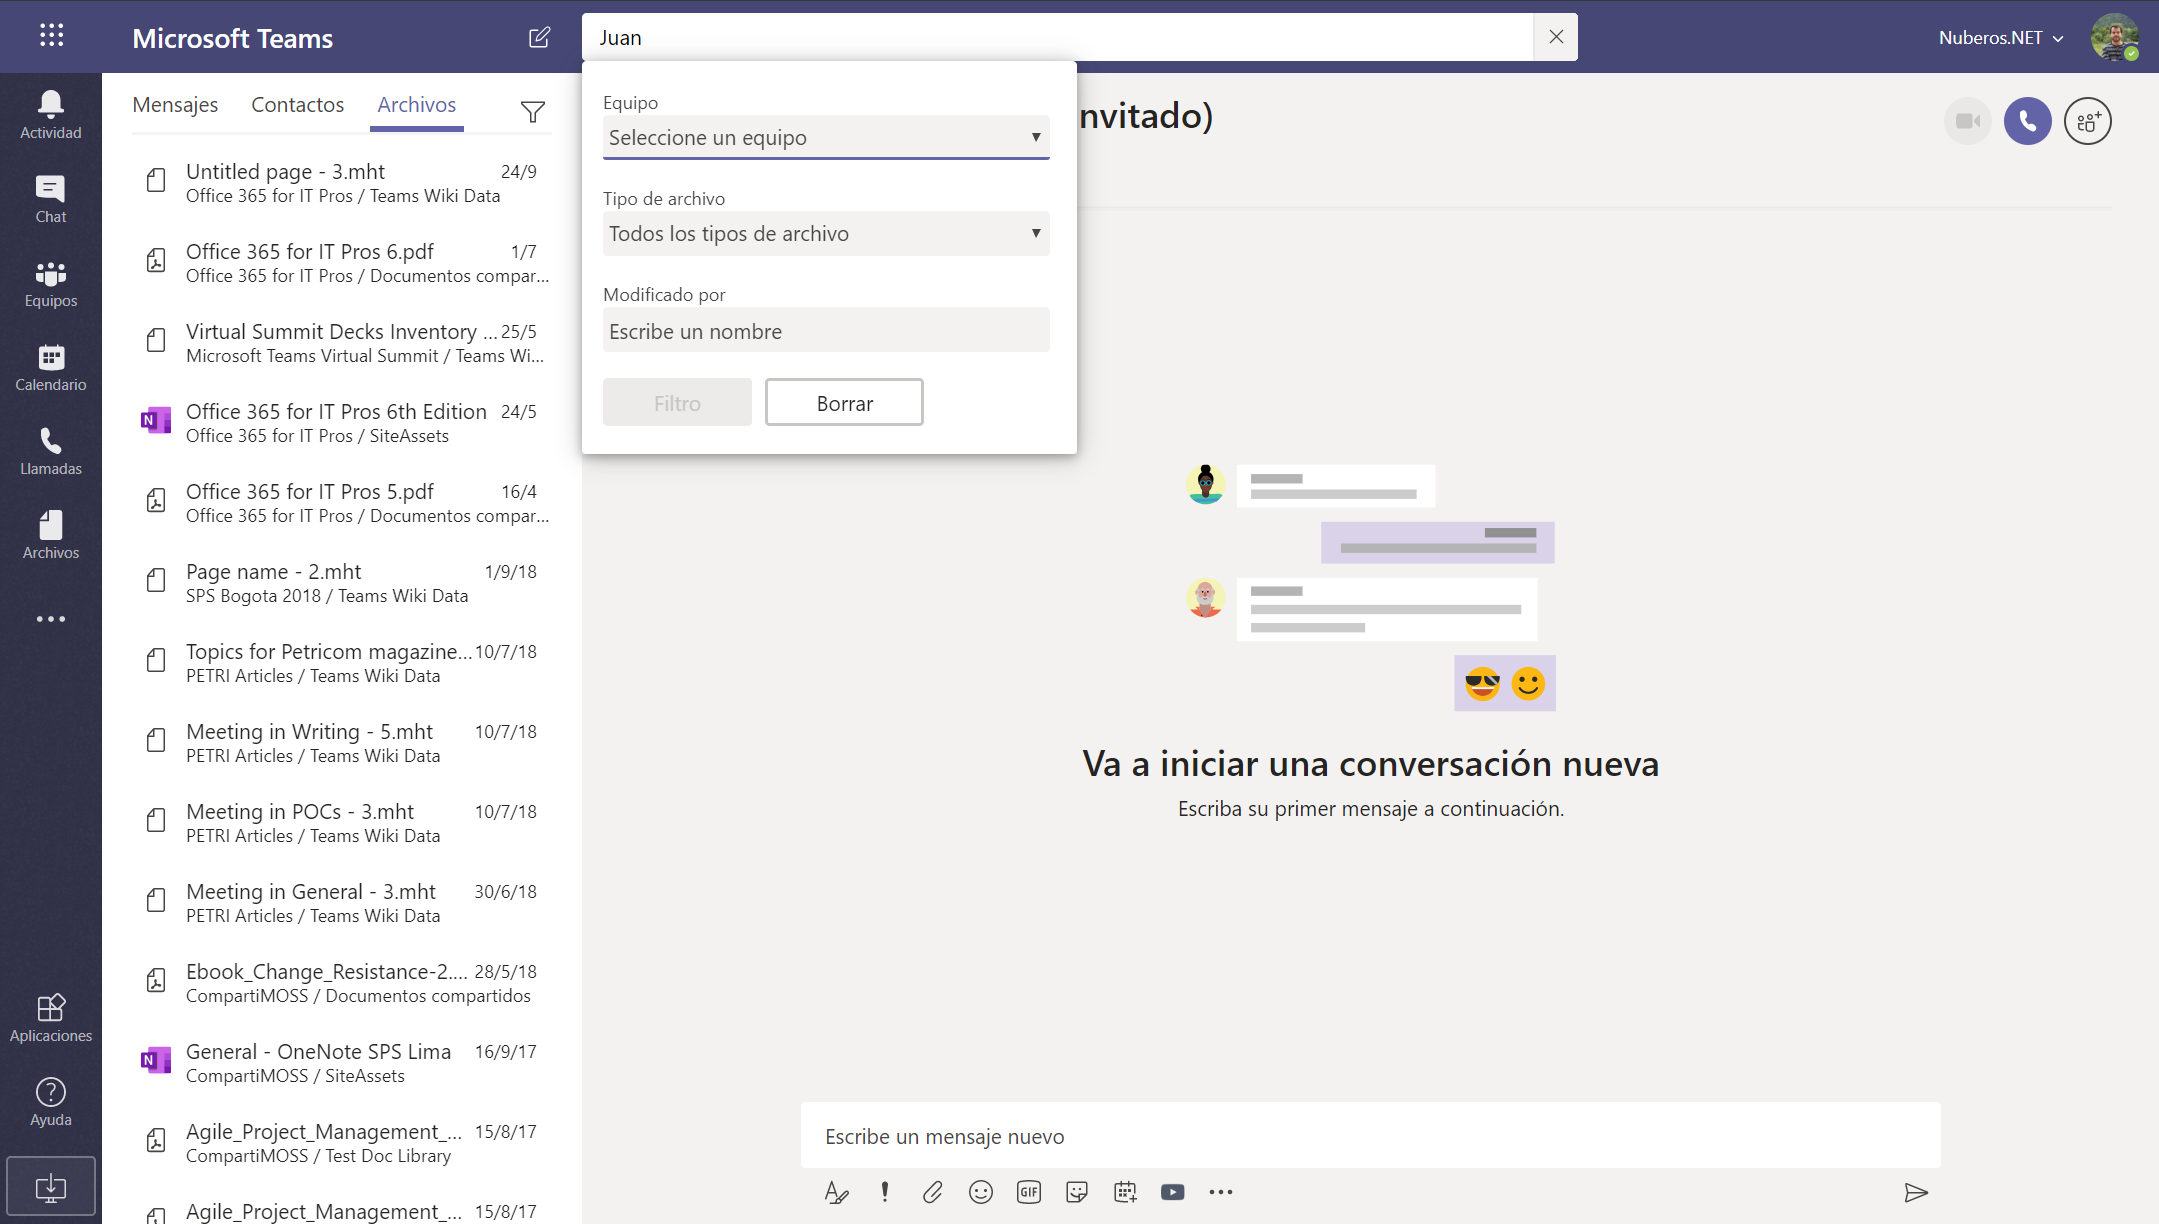 Microsoft Teams
Juan
Nuberos.NET
Actividad
Chat
Equipos
Calendario
Llamadas
Archivos
Aplicaciones
Ayuda
Mensajes Contactos Archivos
Untitled page - 3.mht 24/9
Office 365 for IT Pros / Teams Wiki Data
Office 365 for IT Pros 6.pdf 1/7
Office 365 for IT Pros / Documentos compar...
Virtual Summit Decks Inventory ... 25/5
Microsoft Teams Virtual Summit / Teams Wi...
N Office 365 for IT Pros 6th Edition 24/5
Office 365 for IT Pros / SiteAssets
Office 365 for IT Pros 5.pdf 16/4
Office 365 for IT Pros / Documentos compar...
Page name - 2.mht 1/9/18
SPS Bogota 2018 / Teams Wiki Data
Topics for Petricom magazine... 10/7/18
PETRI Articles / Teams Wiki Data
Meeting in Writing - 5.mht 10/7/18
PETRI Articles / Teams Wiki Data
Meeting in POCs - 3.mht 10/7/18
PETRI Articles / Teams Wiki Data
Meeting in General - 3.mht 30/6/18
PETRI Articles / Teams Wiki Data
Ebook_Change_Resistance-2.... 28/5/18
CompartiMOSS / Documentos compartidos
N General - OneNote SPS Lima 16/9/17
CompartiMOSS / SiteAssets
Agile_Project_Management_... 15/8/17
CompartiMOSS / Test Doc Library
Agile_Project_Management_... 15/8/17
Equipo
Seleccione un equipo
Tipo de archivo
Todos los tipos de archivo
Modificado por
Escribe un nombre
Filtro Borrar
nvitado)
Va a iniciar una conversación nueva
Escriba su primer mensaje a continuación.
Escribe un mensaje nuevo
GIF